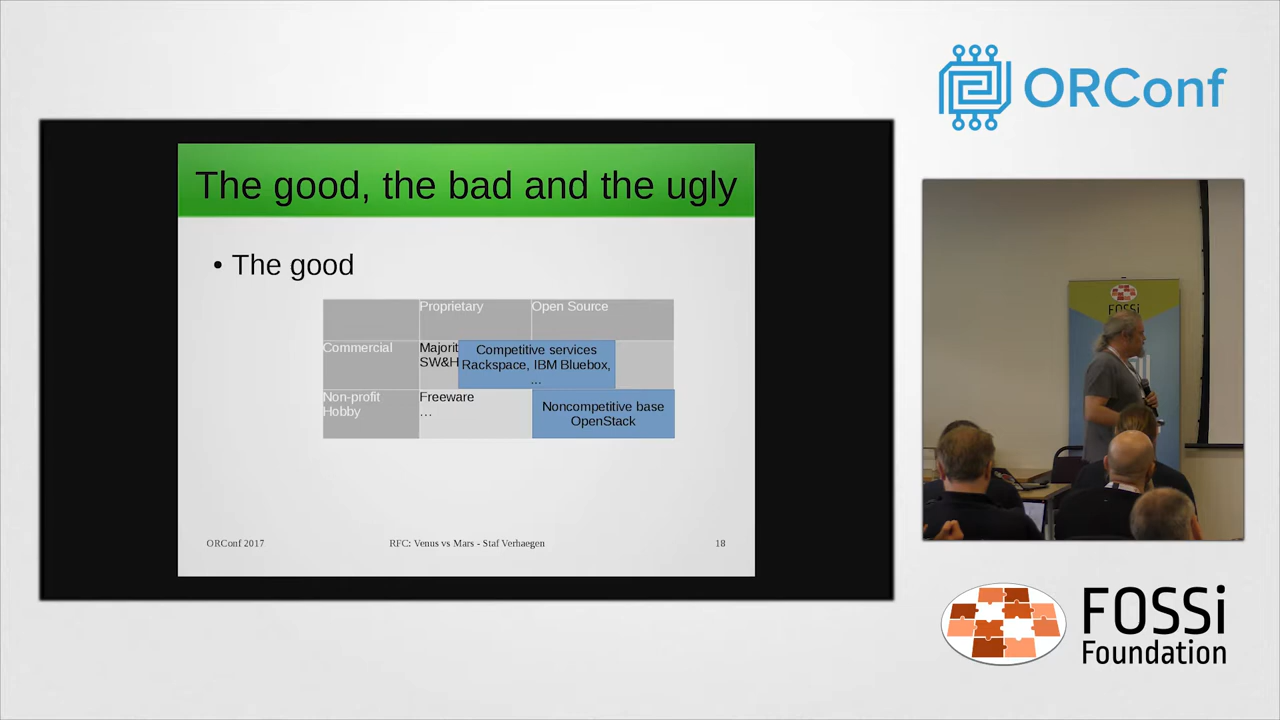 The good, the bad and the ugly
• The good
Proprietary
Open Source
Commercial
Majorit
SW&H
Competitive services
Rackspace, IBM Bluebox,
...
Non-profit
Hobby
Freeware
...
Noncompetitive base
OpenStack
ORConf 2017
RFC: Venus vs Mars - Staf Verhaegen
18
ORConf
FOSSi
FOSSi
Foundation